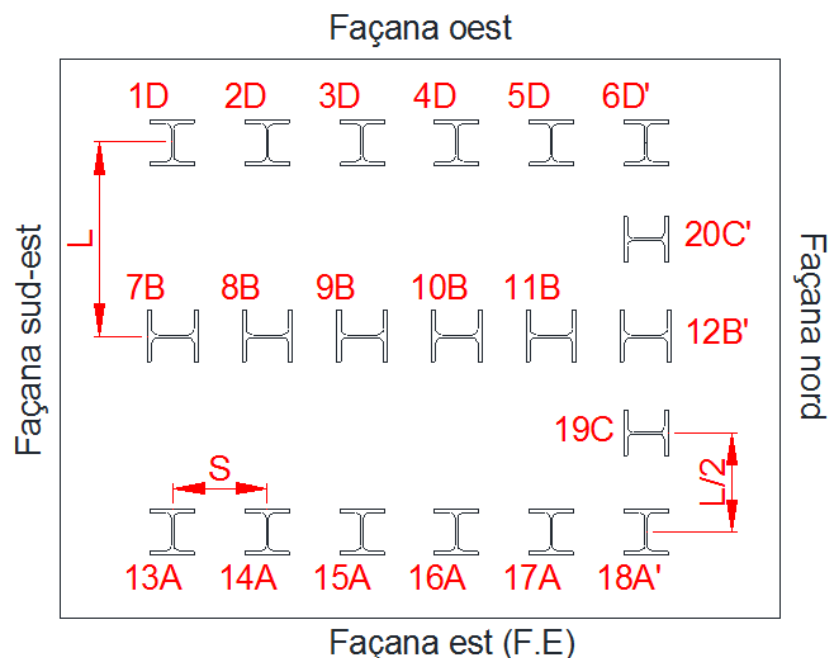 Façana oest
1D 2D 3D 4D 5D 6D'
L
20C'
Façana sud-est
7B 8B 9B 10B 11B
12B'
Façana nord
19C
S
L/2
13A 14A 15A 16A 17A 18A'
Façana est (F.E)